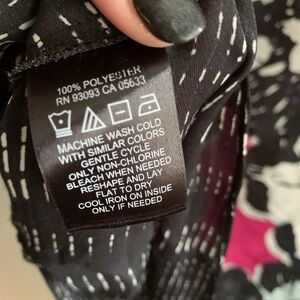 100% POLYESTER
RN 93093 CA 05633
MACHINE WASH COLD
WITH SIMILAR COLORS
GENTLE CYCLE
ONLY NON-CHLORINE
BLEACH WHEN NEEDED
RESHAPE AND LAY
FLAT TO DRY
COOL IRON ON INSIDE
ONLY IF NEEDED